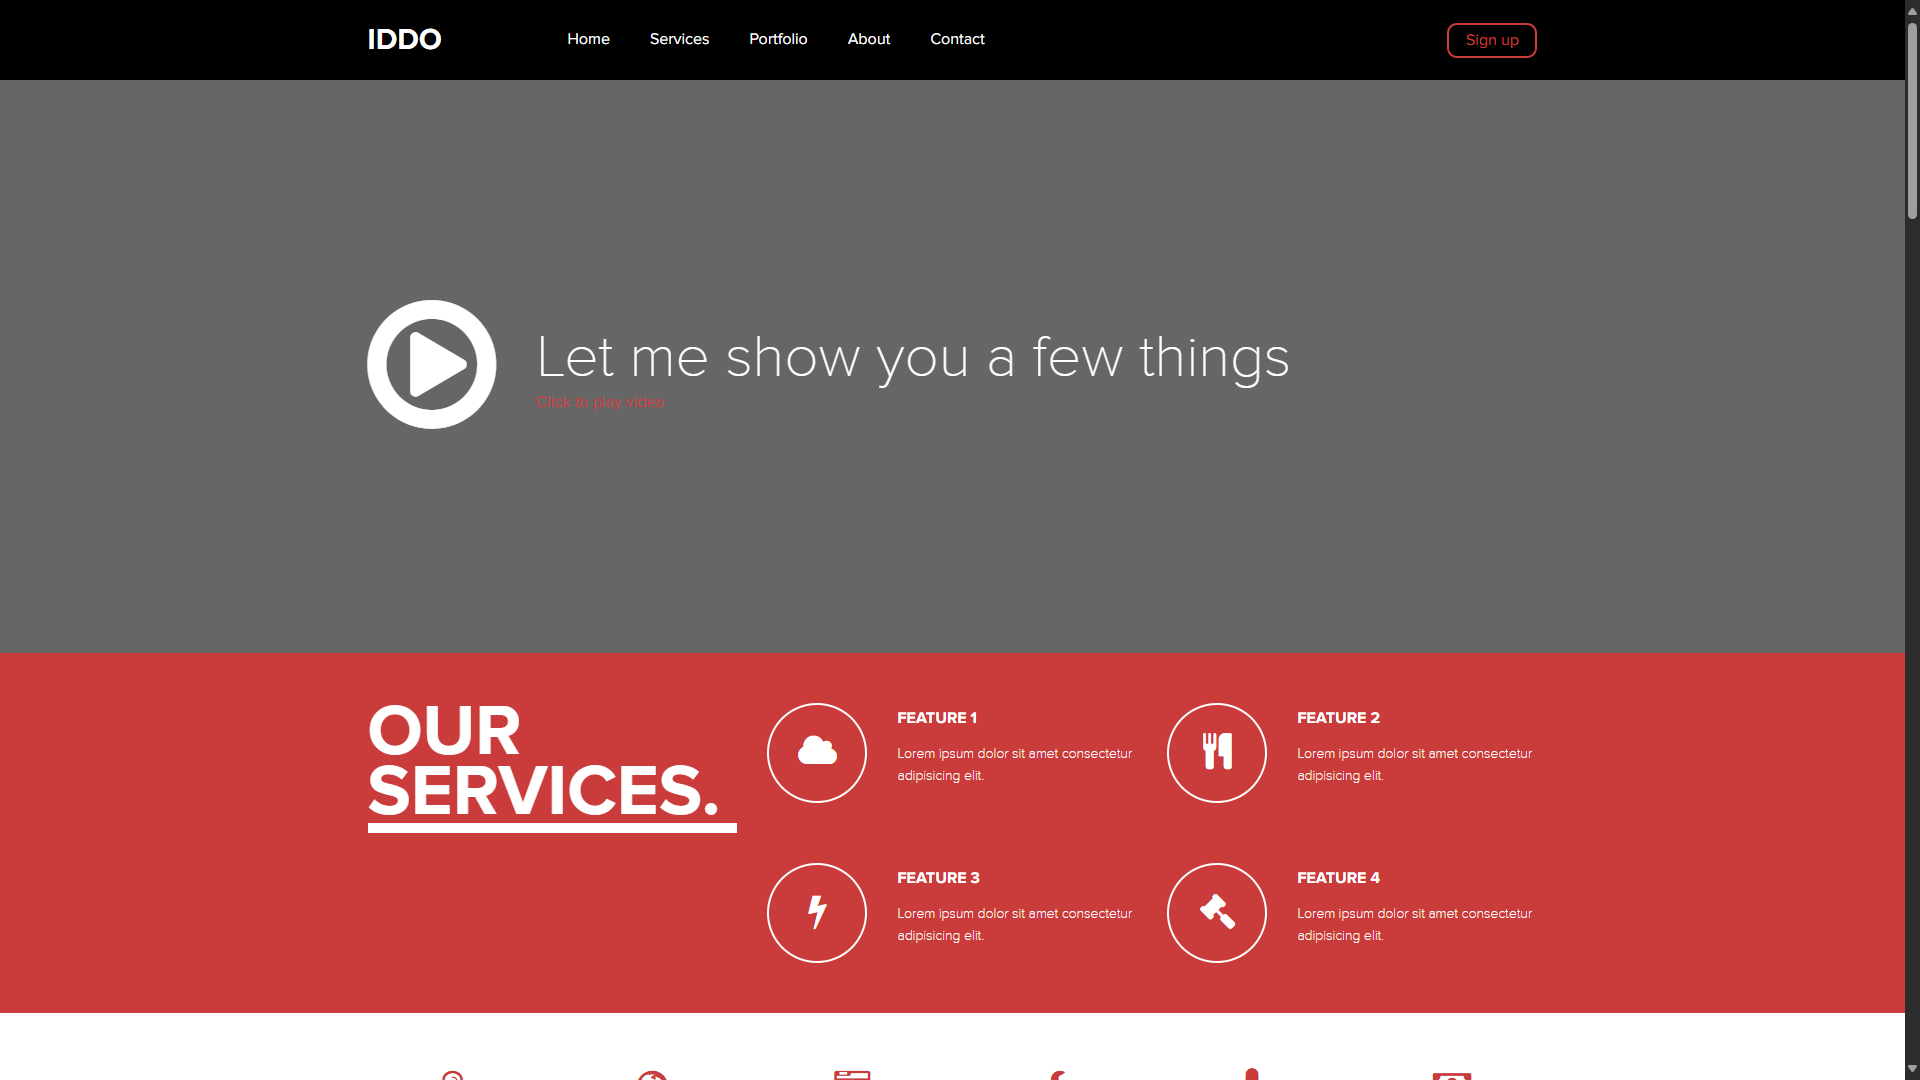 IDDO
Home
Services
Portfolio
About
Contact
Sign up
Let me show you a few things
Click to play video
OUR
SERVICES.
FEATURE 1
Lorem ipsum dolor sit amet consectetur
adipisicing elit.
FEATURE 2
Lorem ipsum dolor sit amet consectetur
adipisicing elit.
FEATURE 3
Lorem ipsum dolor sit amet consectetur
adipisicing elit.
FEATURE 4
Lorem ipsum dolor sit amet consectetur
adipisicing elit.